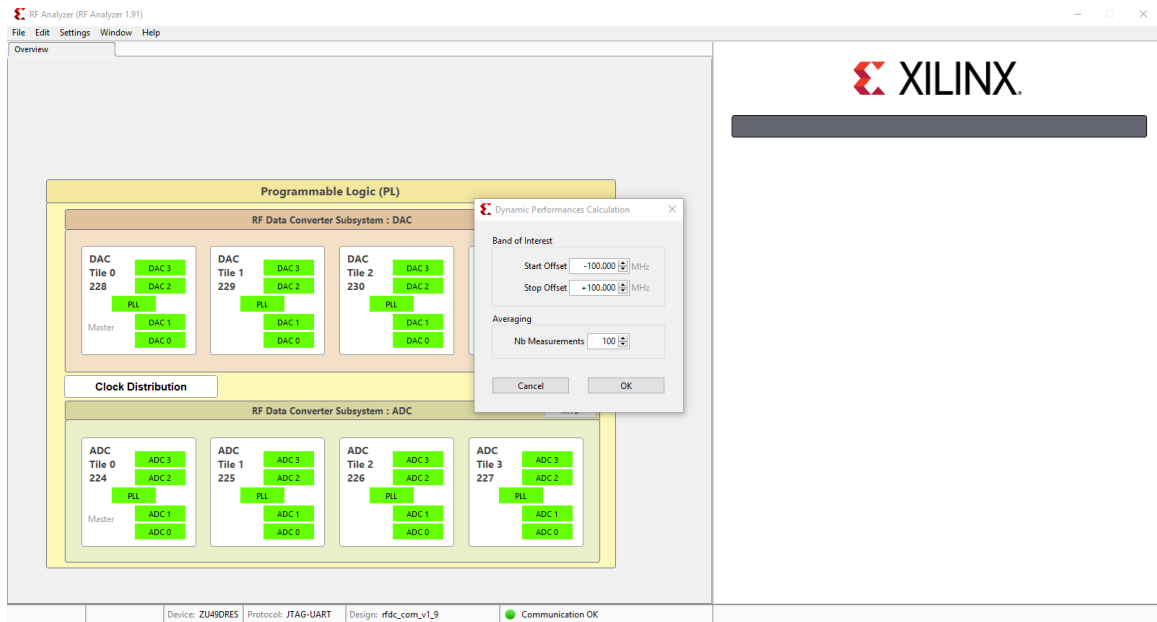 RF Analyzer (RF Analyzer 1.91)
File Edit Settings Window Help
Overview
XILINX.
Programmable Logic (PL)
RF Data Converter Subsystem : DAC
DAC
Tile 0
228
DAC 3
DAC 2
PLL
Master
DAC 1
DAC 0
DAC
Tile 1
229
DAC 3
DAC 2
PLL
DAC 1
DAC 0
DAC
Tile 2
230
DAC 3
DAC 2
PLL
DAC 1
DAC 0
Dynamic Performances Calculation
Band of Interest
Start Offset -100.000 MHz
Stop Offset +100.000 MHz
Averaging
Nb Measurements 100
Cancel OK
Clock Distribution
RF Data Converter Subsystem : ADC
ADC
Tile 0
224
ADC 3
ADC 2
PLL
Master
ADC 1
ADC 0
ADC
Tile 1
225
ADC 3
ADC 2
PLL
ADC 1
ADC 0
ADC
Tile 2
226
ADC 3
ADC 2
PLL
ADC 1
ADC 0
ADC
Tile 3
227
ADC 3
ADC 2
PLL
ADC 1
ADC 0
Device: ZU49DRES Protocol: JTAG-UART Design: rfdc_com_v1_9 Communication OK